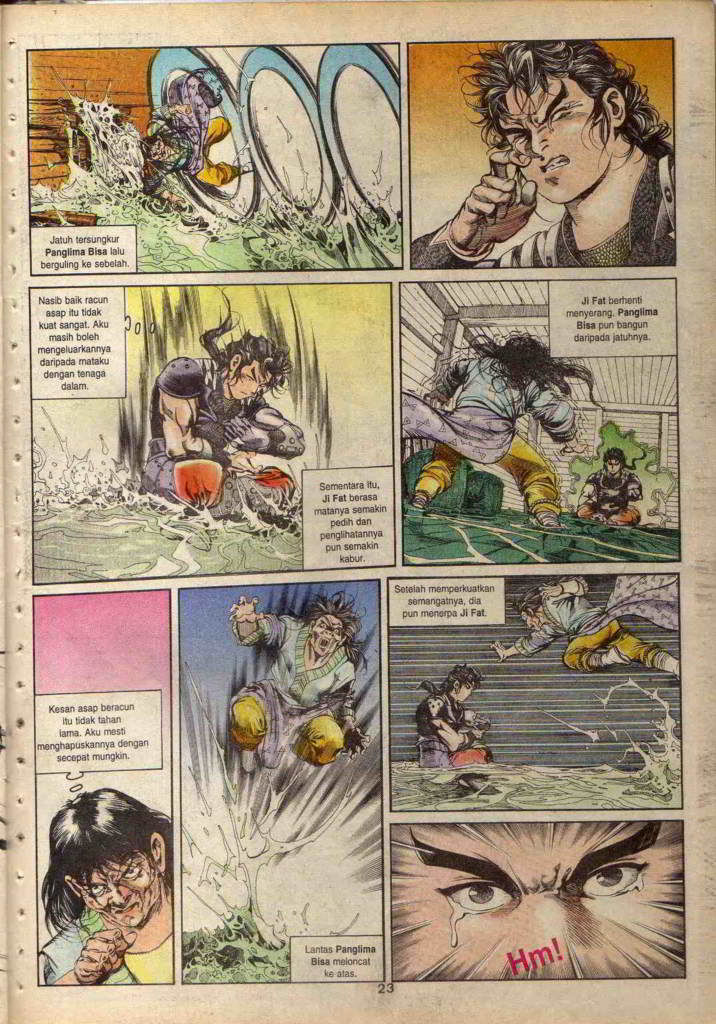 Jatuh tersungkur
Panglima Bisa lalu
berguling ke sebelah.
Nasib baik racun
asap itu tidak
kuat sangat. Aku
masih boleh
mengeluarkannya
daripada mataku
dengan tenaga
dalam.
Sementara itu,
Ji Fat berasa
matanya semakin
pedih dan
penglihatannya
pun semakin
kabur.
Ji Fat berhenti
menyerang. Panglima
Bisa pun bangun
daripada jatuhnya.
Kesan asap beracun
itu tidak tahan
lama. Aku mesti
menghapuskannya dengan
secepat mungkin.
Lantas Panglima
Bisa meloncat
ke atas.
Setelah memperkuatkan
semangatnya, dia
pun menerpa Ji Fat.
Hm!
23